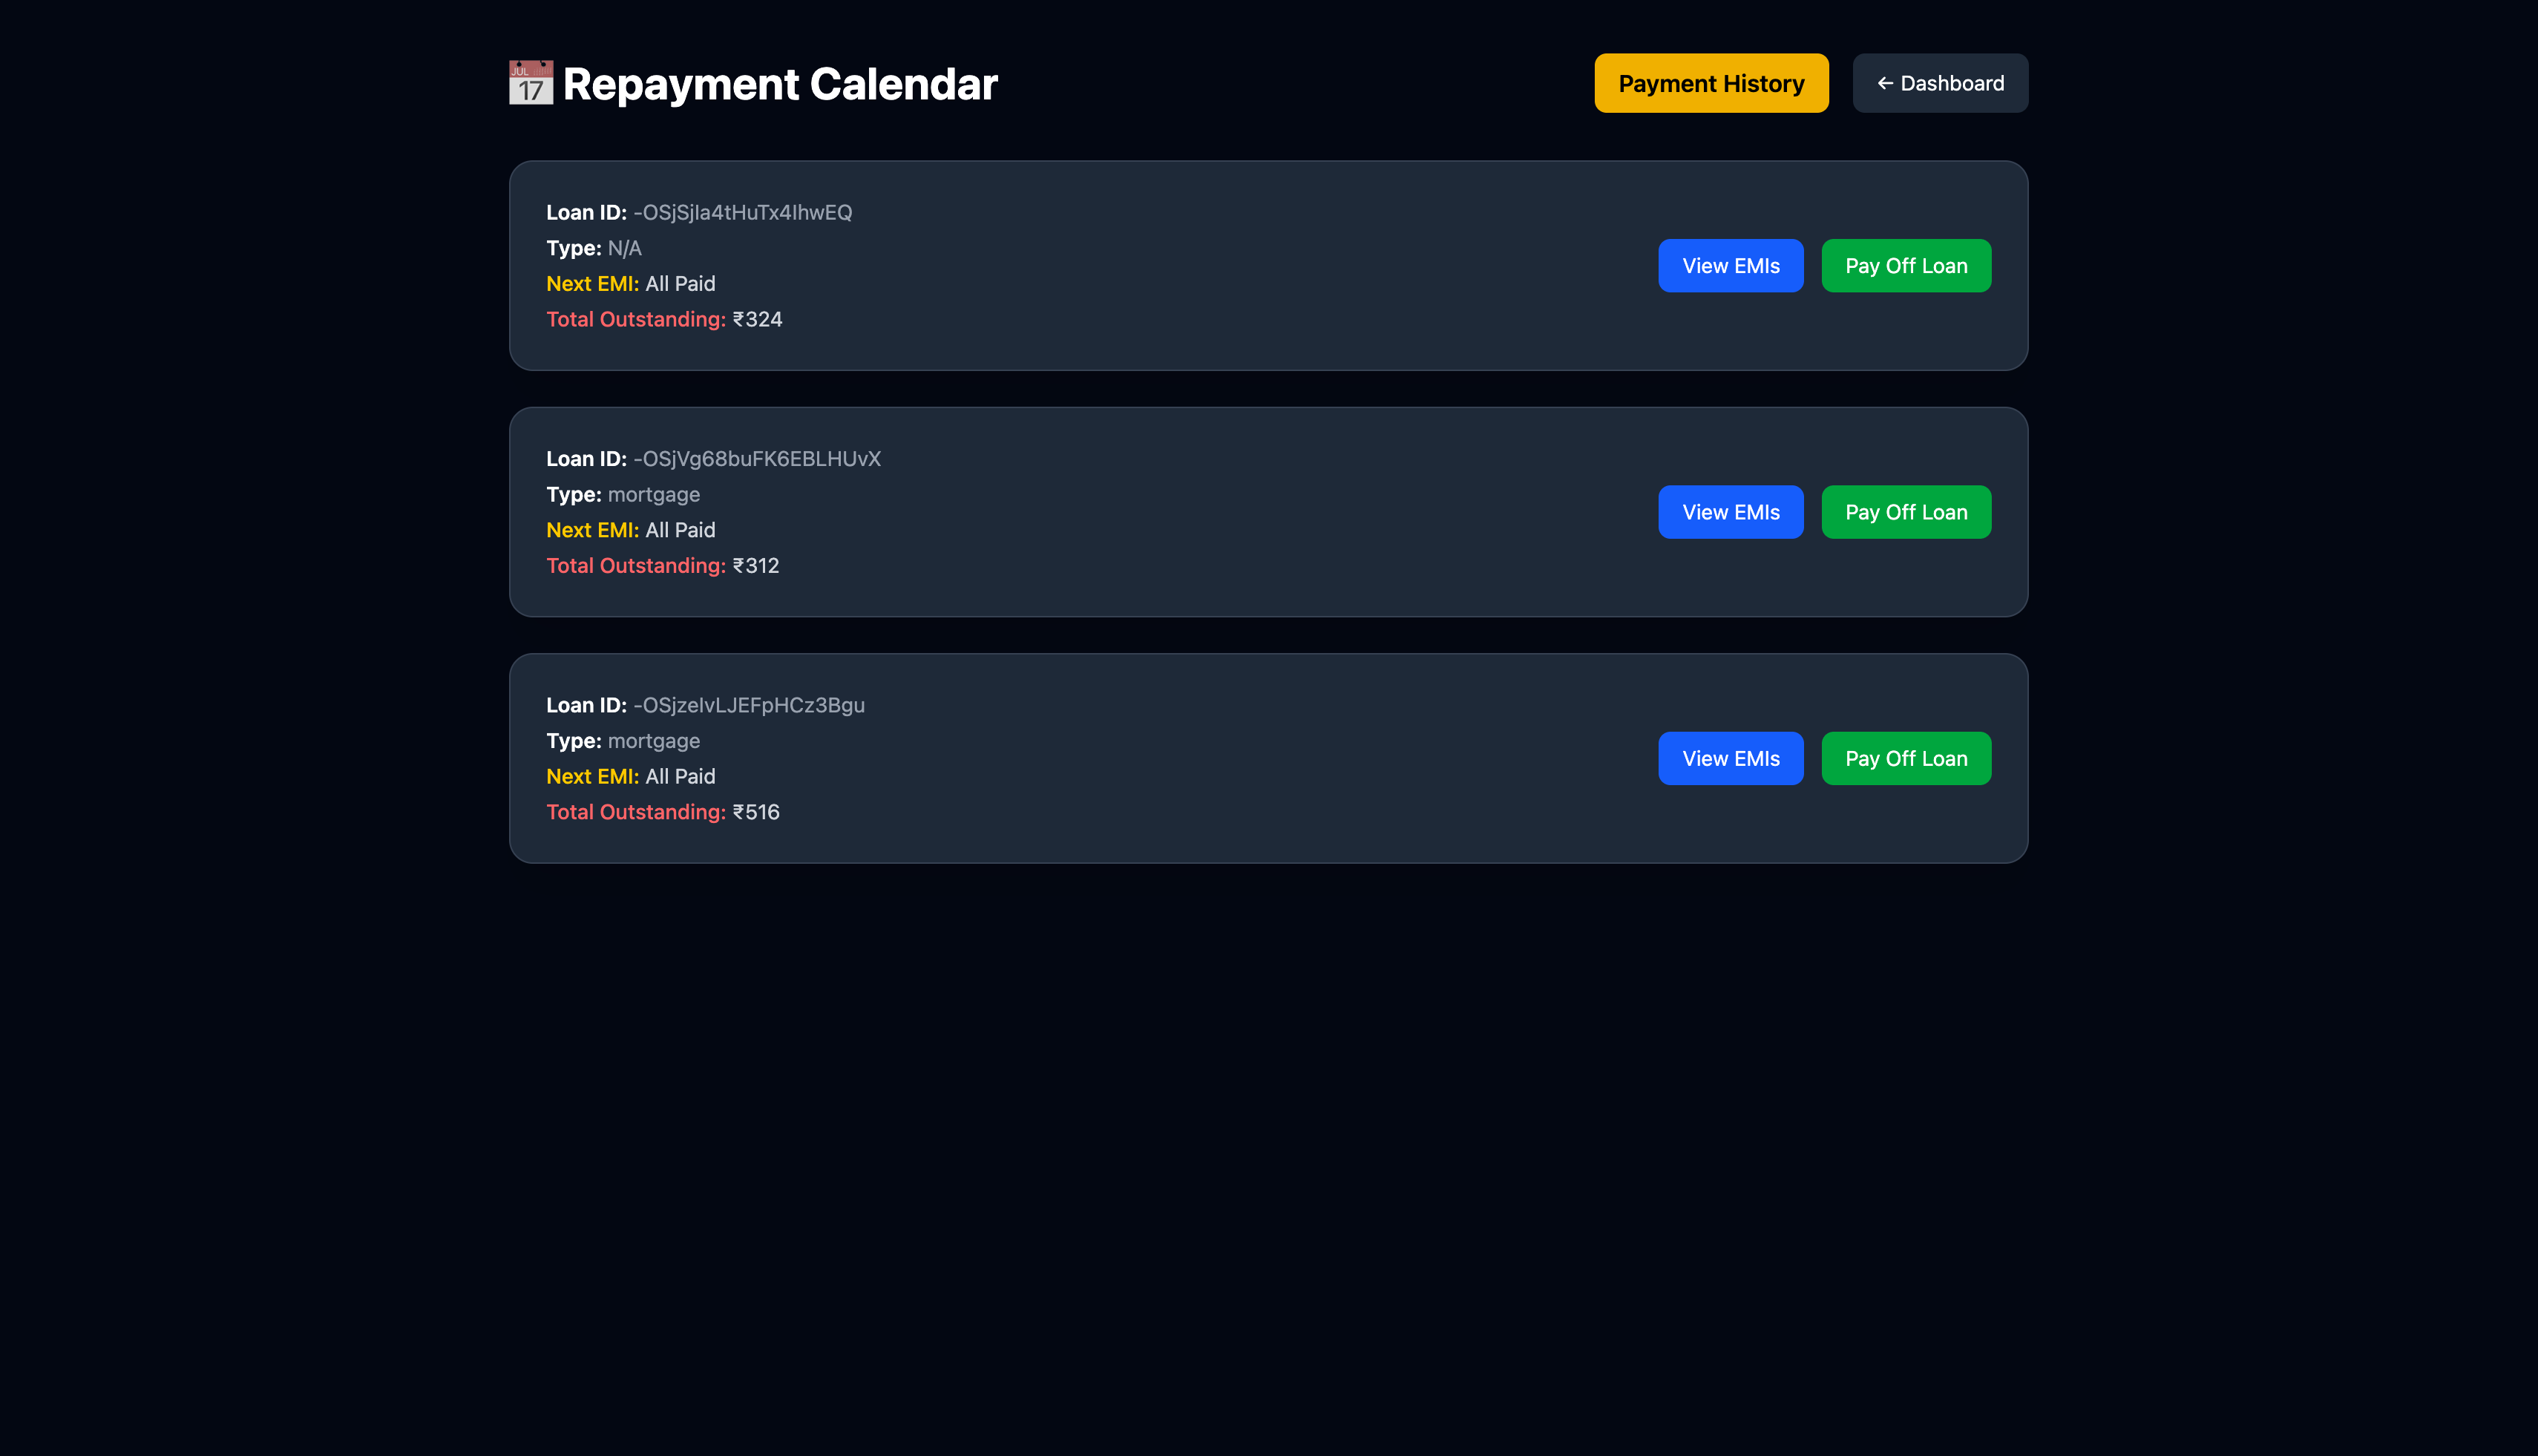 JUL
17
Repayment Calendar
Payment History
← Dashboard
Loan ID: -OSjSjIa4tHuTx4IhwEQ
Type: N/A
Next EMI: All Paid
Total Outstanding: ₹324
View EMIs
Pay Off Loan
Loan ID: -OSjVg68buFK6EBLHUvX
Type: mortgage
Next EMI: All Paid
Total Outstanding: ₹312
View EMIs
Pay Off Loan
Loan ID: -OSjzelvLJEFpHCz3Bgu
Type: mortgage
Next EMI: All Paid
Total Outstanding: ₹516
View EMIs
Pay Off Loan